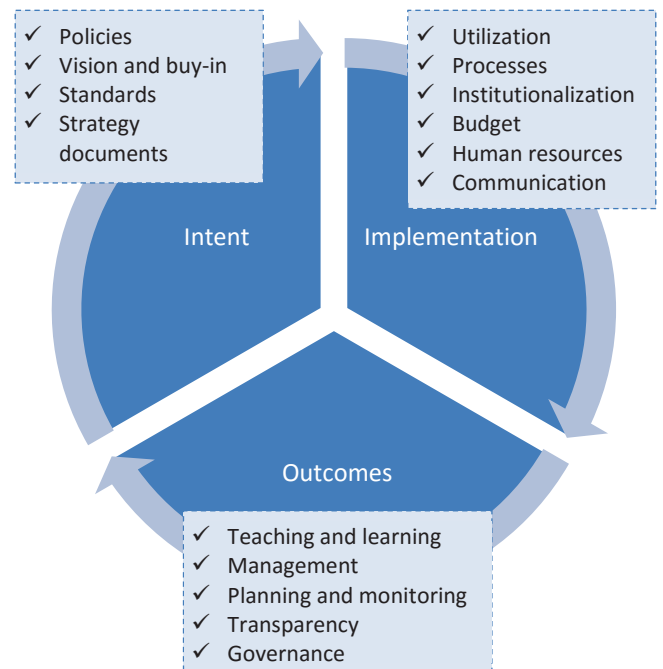 ✓ Policies
✓ Vision and buy-in
✓ Standards
✓ Strategy
documents
✓ Utilization
✓ Processes
✓ Institutionalization
✓ Budget
✓ Human resources
✓ Communication
Intent
Implementation
Outcomes
✓ Teaching and learning
✓ Management
✓ Planning and monitoring
✓ Transparency
✓ Governance